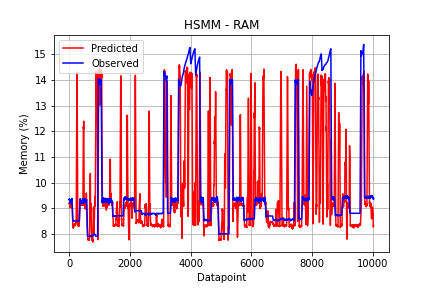 HSMM - RAM
Predicted
Observed
15
14
13
12
11
10
9
8
Memory (%)
0
2000
4000
6000
8000
10000
Datapoint